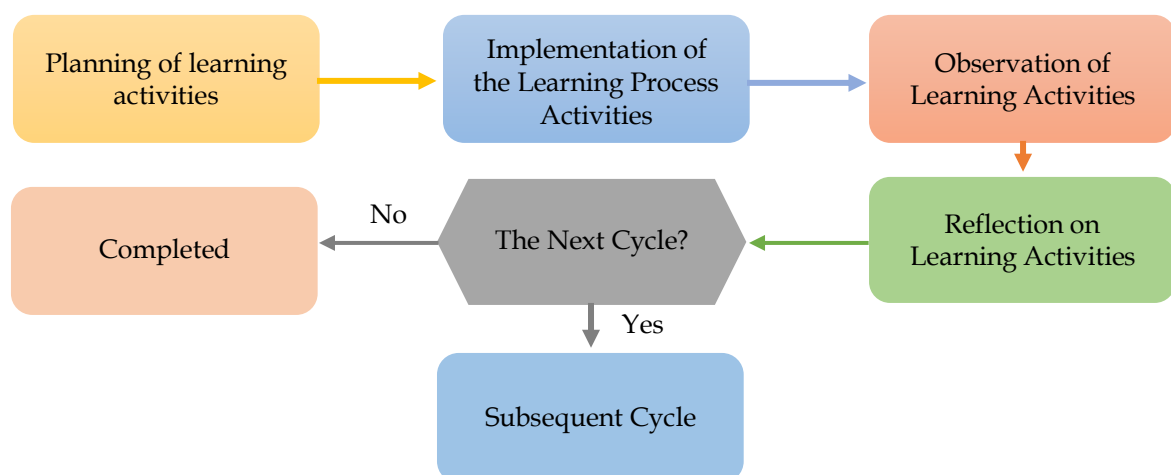 Planning of learning
activities
Implementation of
the Learning Process
Activities
Observation of
Learning Activities
Reflection on
Learning Activities
The Next Cycle?
No
Completed
Yes
Subsequent Cycle